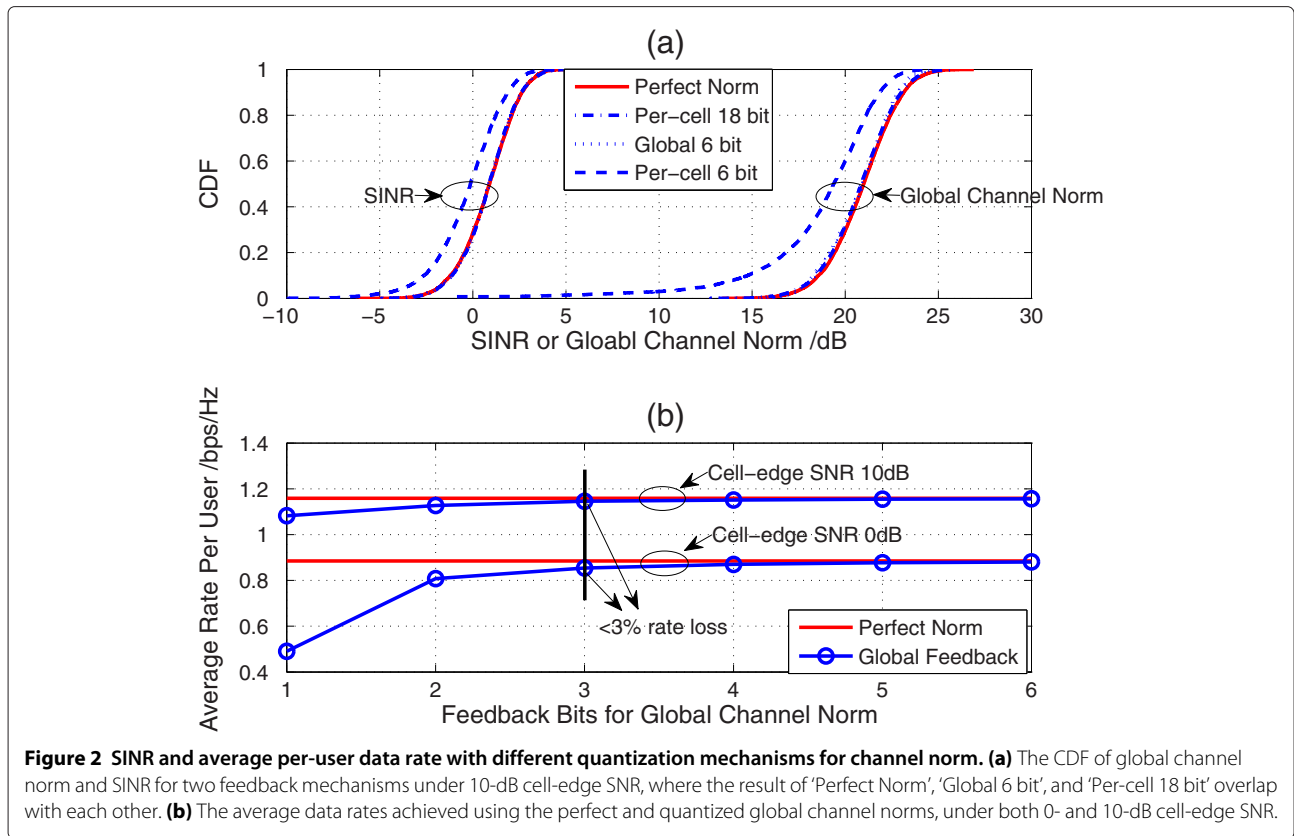 (a)
1
0.8
0.6
0.4
0.2
0
CDF
Perfect Norm
Per-cell 18 bit
Global 6 bit
Per-cell 6 bit
SINR
Global Channel Norm
-10
-5
0
5
10
15
20
25
30
SINR or Gloabl Channel Norm /dB
(b)
1.4
1.2
1
0.8
0.6
0.4
Average Rate Per User /bps/Hz
Cell-edge SNR 10dB
Cell-edge SNR 0dB
<3% rate loss
Perfect Norm
Global Feedback
1
2
3
4
5
6
Feedback Bits for Global Channel Norm
Figure 2 SINR and average per-user data rate with different quantization mechanisms for channel norm. (a) The CDF of global channel
norm and SINR for two feedback mechanisms under 10-dB cell-edge SNR, where the result of 'Perfect Norm', 'Global 6 bit', and 'Per-cell 18 bit' overlap
with each other. (b) The average data rates achieved using the perfect and quantized global channel norms, under both 0- and 10-dB cell-edge SNR.